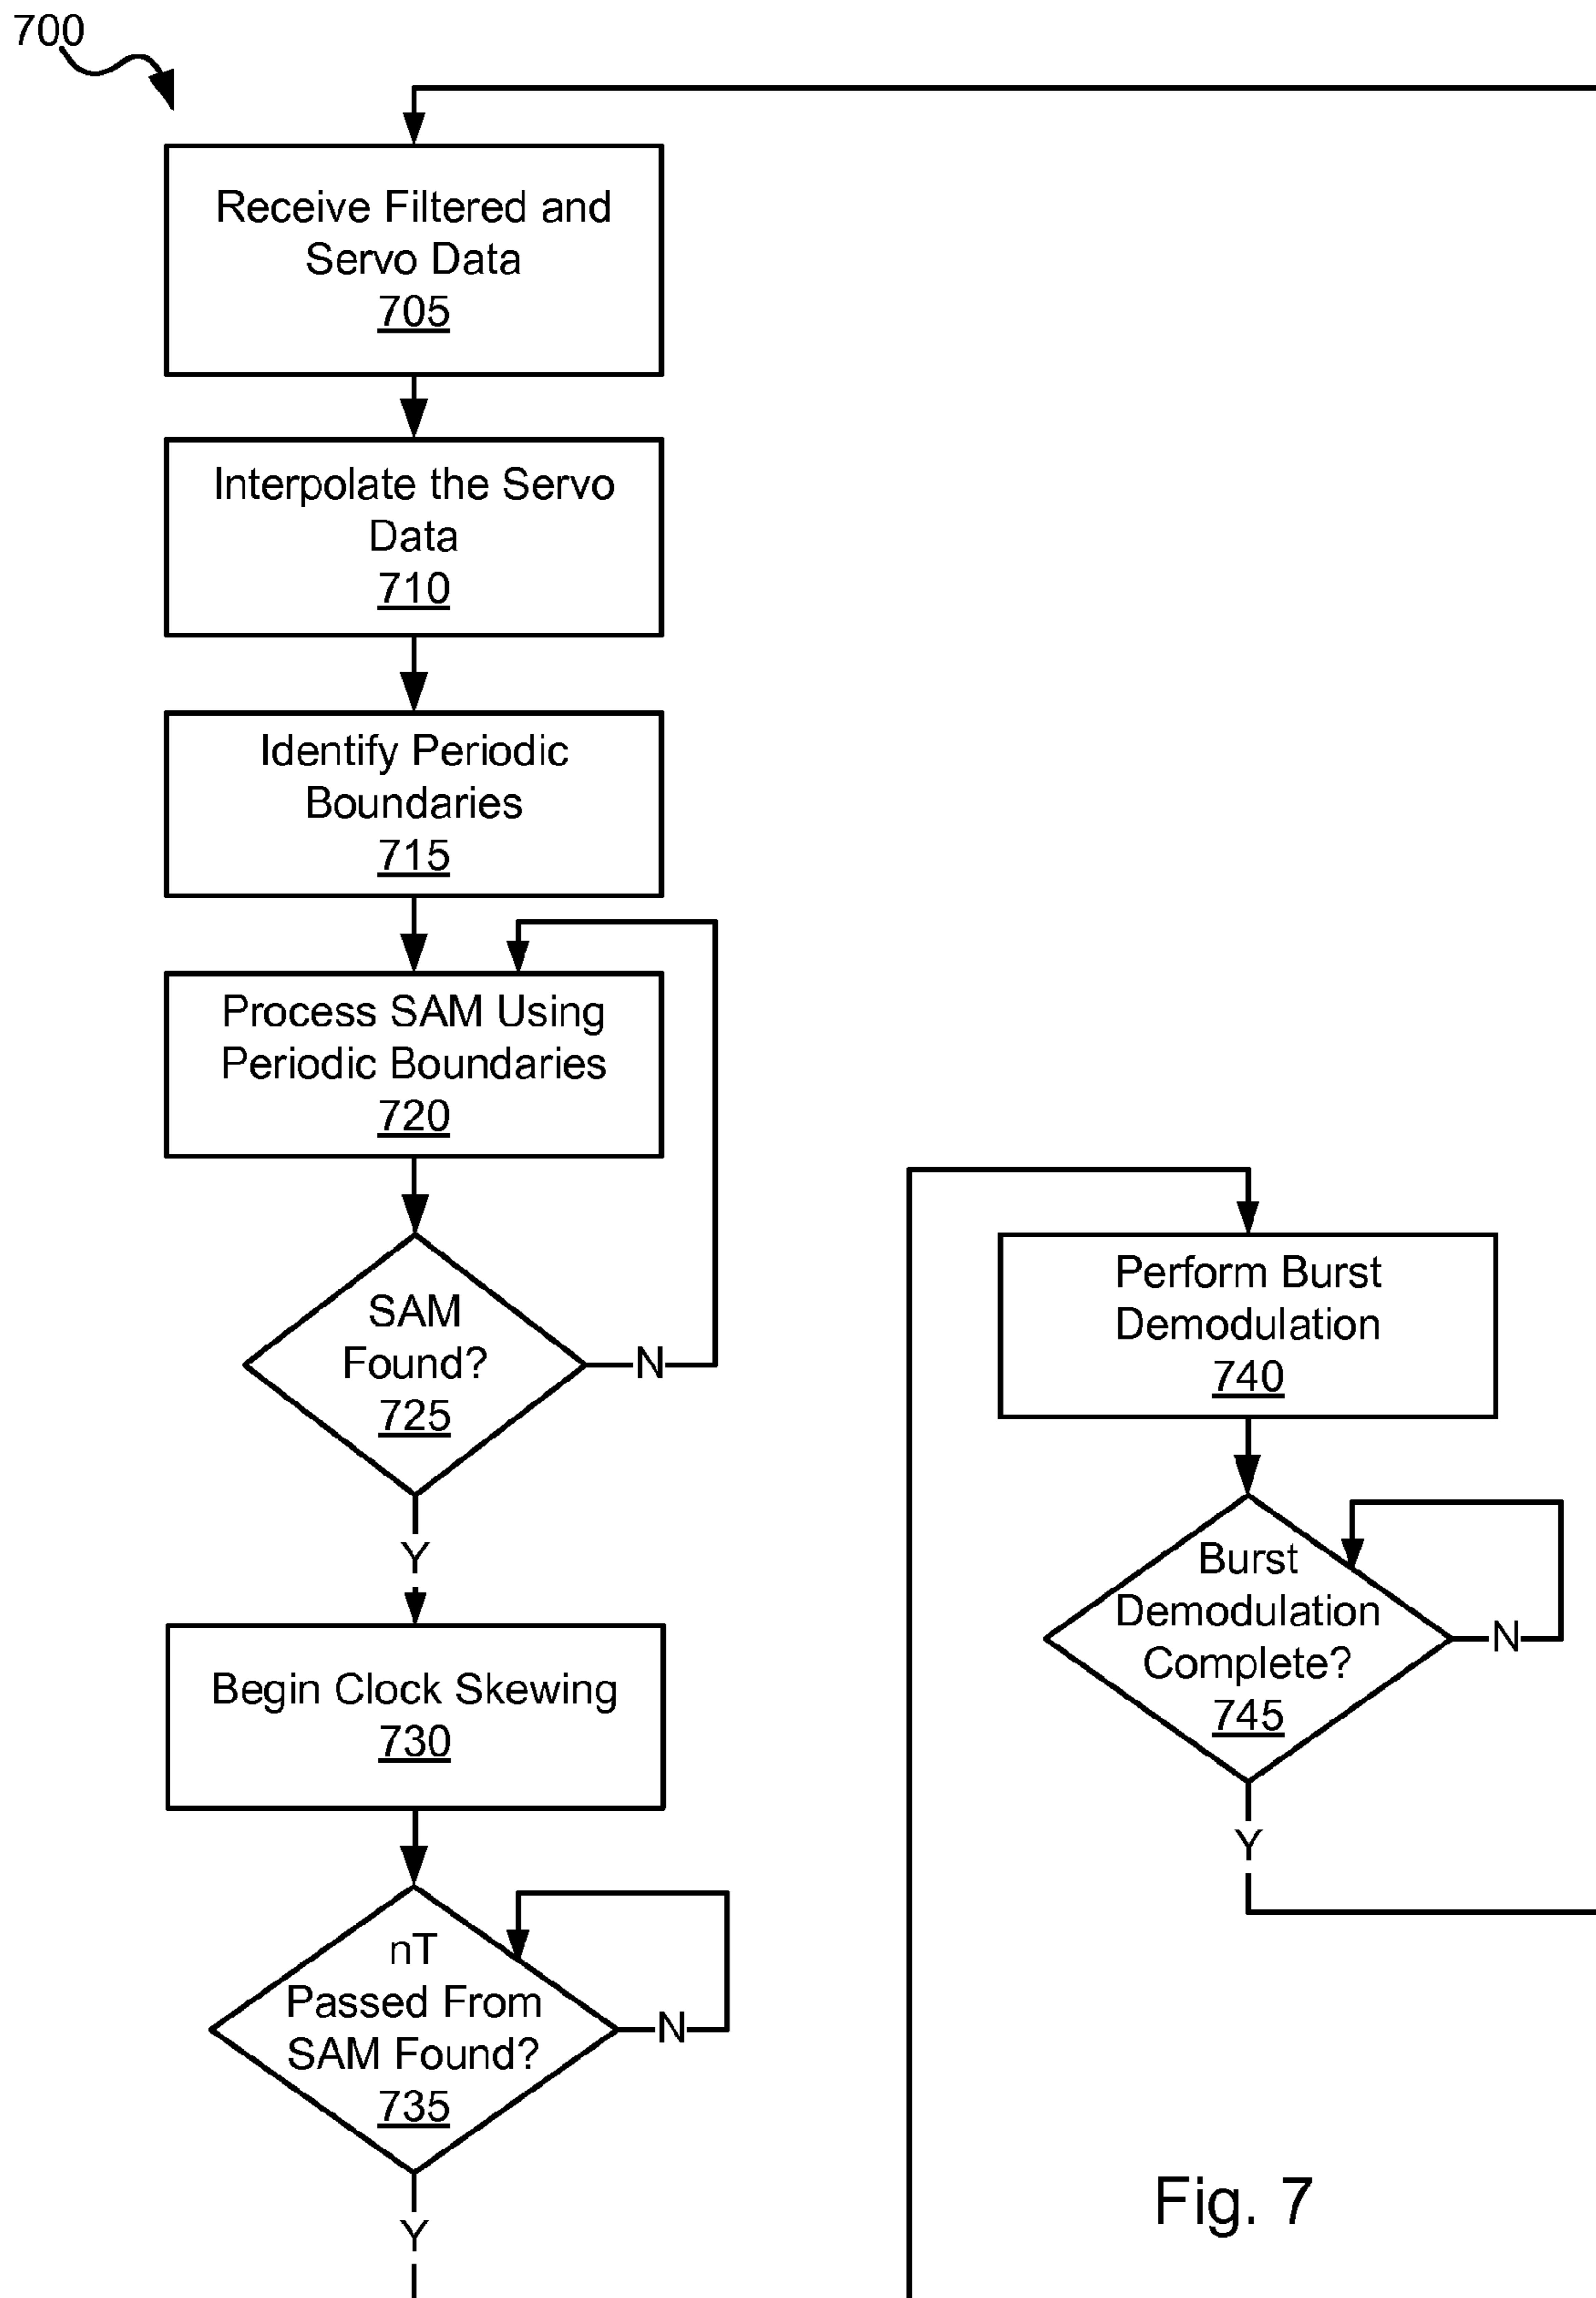 700
Receive Filtered and
Servo Data
705
Interpolate the Servo
Data
710
Identify Periodic
Boundaries
715
Process SAM Using
Periodic Boundaries
720
SAM
Found?
725
N
Y
Begin Clock Skewing
730
nT
Passed From
SAM Found?
735
N
Y
Perform Burst
Demodulation
740
Burst
Demodulation
Complete?
745
N
Y
Fig. 7